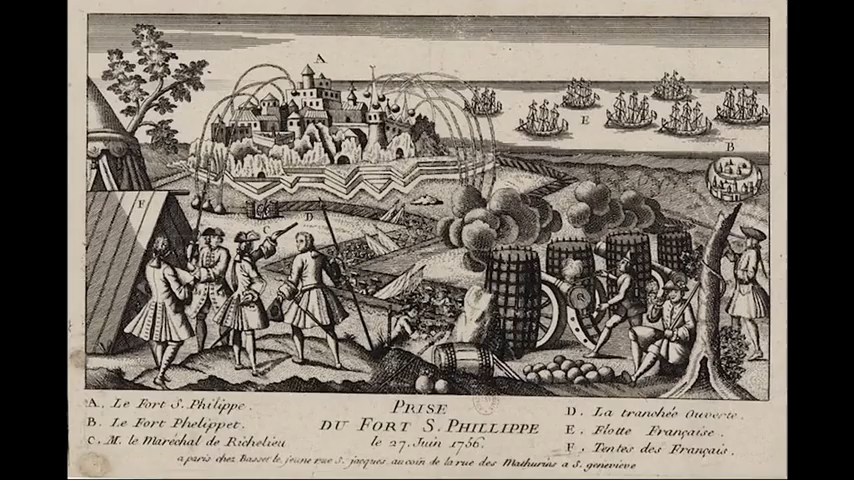 A
E
B
F
C
D
A. Le Fort S. Philippe.
B. Le Fort Phelippet.
C. M. le Maréchal de Richelieu
PRISE
DU FORT S. PHILLIPPE
le 27. Juin 1756.
D. La tranchée Ouverte.
E. Flotte Française.
F. Tentes des Français.
a paris chez Basset le jeune rue S. jacques au coin de la rue des Mathurins a S. genevieve